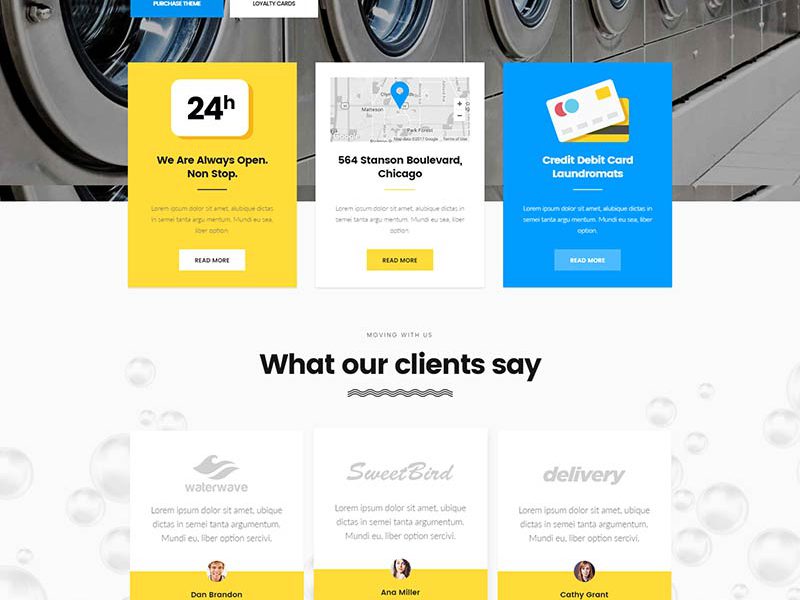 PURCHASE THEME
LOYALTY CARDS
24h
We Are Always Open.
Non Stop.
Lorem ipsum dolor sit amet, alubique dictas
in semei tanta argu mentum. Mundi eu sea,
liber option.
READ MORE
Matteson
Park Forest
Map data ©2017 Google
Terms of Use
564 Stanson Boulevard,
Chicago
Lorem ipsum dolor sit amet, alubique dictas
in semei tanta argu mentum. Mundi eu sea,
liber option.
READ MORE
Credit Debit Card
Laundromats
Lorem ipsum dolor sit amet, alubique dictas in
semei tanta argu mentum. Mundi eu sea, liber
option.
READ MORE
MOVING WITH US
What our clients say
waterwave
Lorem ipsum dolor sit amet, ubique
dictas in semei tanta argumentum.
Mundi eu, liber option sercivi.
Dan Brandon
SweetBird
Lorem ipsum dolor sit amet, ubique
dictas in semei tanta argumentum.
Mundi eu, liber option sercivi.
Ana Miller
delivery
Lorem ipsum dolor sit amet, ubique
dictas in semei tanta argumentum.
Mundi eu, liber option sercivi.
Cathy Grant